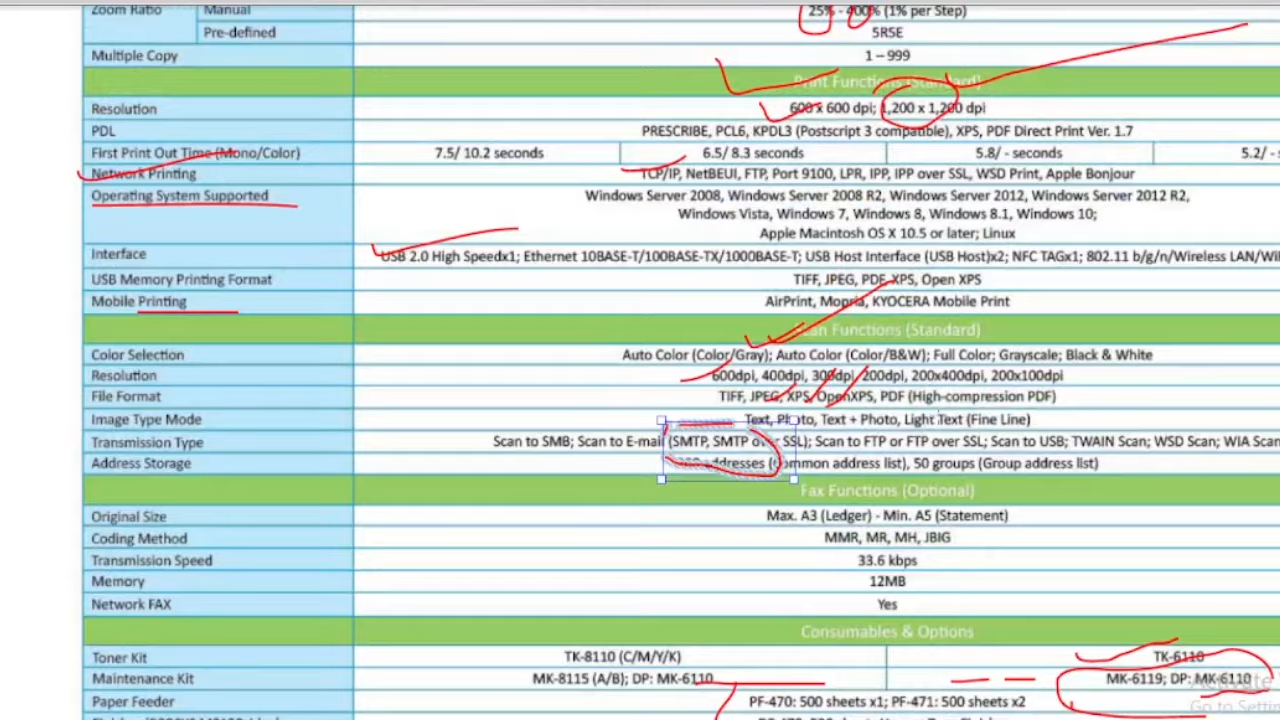 Zoom Ratio Manual 25% - 400% (1% per Step)
Pre-defined 5R5E
Multiple Copy 1 – 999
Print Functions (Standard)
Resolution 600 x 600 dpi; 1,200 x 1,200 dpi
PDL PRESCRIBE, PCL6, KPDL3 (Postscript 3 compatible), XPS, PDF Direct Print Ver. 1.7
First Print Out Time (Mono/Color) 7.5/ 10.2 seconds 6.5/ 8.3 seconds 5.8/ - seconds 5.2/ - s
Network Printing TCP/IP, NetBEUI, FTP, Port 9100, LPR, IPP, IPP over SSL, WSD Print, Apple Bonjour
Operating System Supported Windows Server 2008, Windows Server 2008 R2, Windows Server 2012, Windows Server 2012 R2,
Windows Vista, Windows 7, Windows 8, Windows 8.1, Windows 10;
Apple Macintosh OS X 10.5 or later; Linux
Interface USB 2.0 High Speedx1; Ethernet 10BASE-T/100BASE-TX/1000BASE-T; USB Host Interface (USB Host)x2; NFC TAGx1; 802.11 b/g/n/Wireless LAN/Wi
USB Memory Printing Format TIFF, JPEG, PDF, XPS, Open XPS
Mobile Printing AirPrint, Mopria, KYOCERA Mobile Print
Scan Functions (Standard)
Color Selection Auto Color (Color/Gray); Auto Color (Color/B&W); Full Color; Grayscale; Black & White
Resolution 600dpi, 400dpi, 300dpi, 200dpi, 200x400dpi, 200x100dpi
File Format TIFF, JPEG, XPS, OpenXPS, PDF (High-compression PDF)
Image Type Mode Text, Photo, Text + Photo, Light Text (Fine Line)
Transmission Type Scan to SMB; Scan to E-mail (SMTP, SMTP over SSL); Scan to FTP or FTP over SSL; Scan to USB; TWAIN Scan; WSD Scan; WIA Scan
Address Storage addresses (Common address list), 50 groups (Group address list)
Fax Functions (Optional)
Original Size Max. A3 (Ledger) - Min. A5 (Statement)
Coding Method MMR, MR, MH, JBIG
Transmission Speed 33.6 kbps
Memory 12MB
Network FAX Yes
Consumables & Options
Toner Kit TK-8110 (C/M/Y/K) TK-6110
Maintenance Kit MK-8115 (A/B); DP: MK-6110 MK-6119; DP: MK-6110
Activate
Paper Feeder PF-470: 500 sheets x1; PF-471: 500 sheets x2
Go to Setting